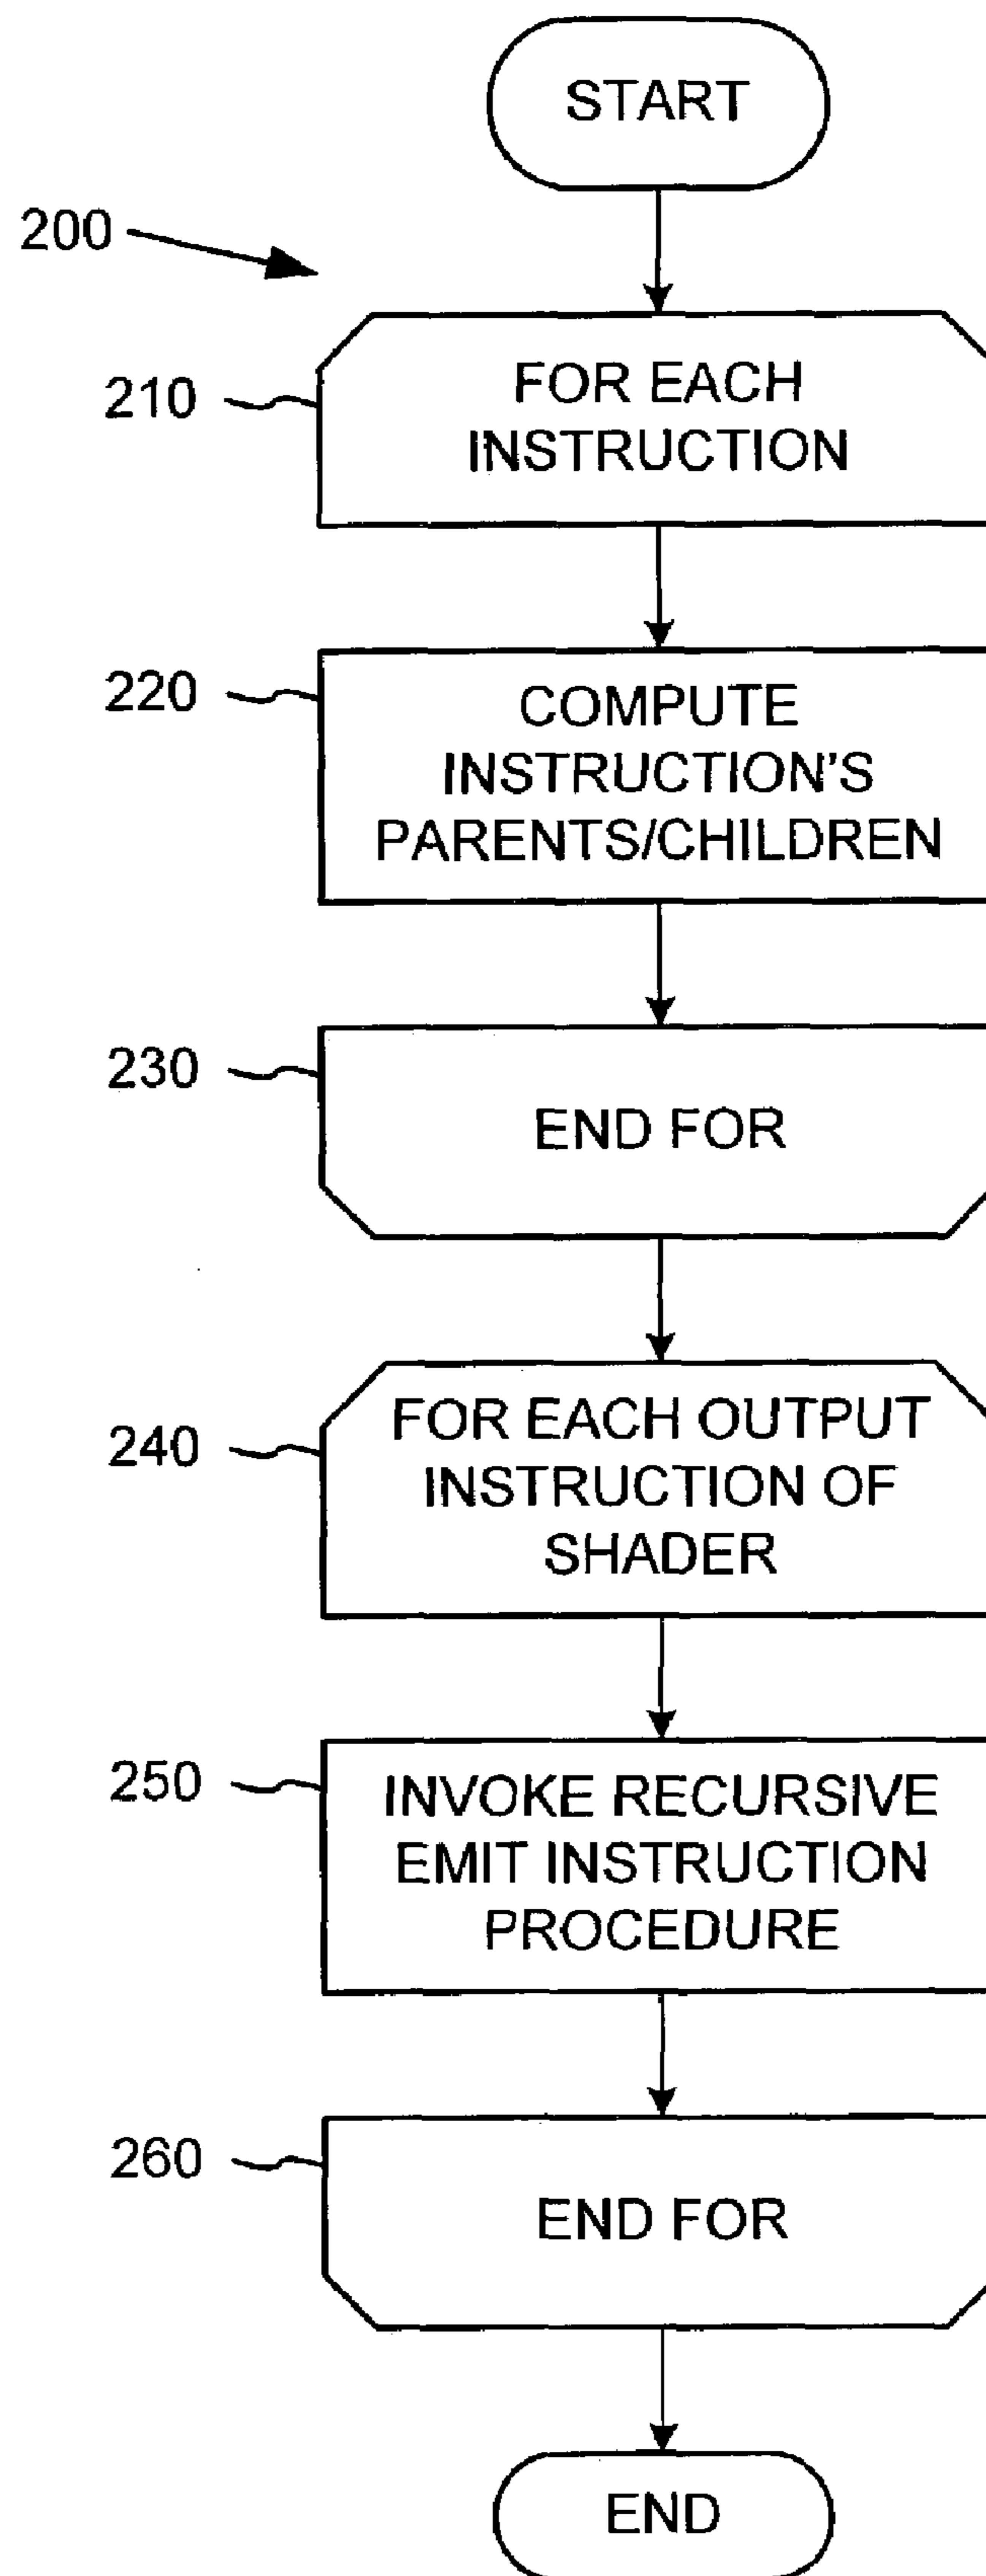 START
200
210
FOR EACH
INSTRUCTION
220
COMPUTE
INSTRUCTION'S
PARENTS/CHILDREN
230
END FOR
240
FOR EACH OUTPUT
INSTRUCTION OF
SHADER
250
INVOKE RECURSIVE
EMIT INSTRUCTION
PROCEDURE
260
END FOR
END